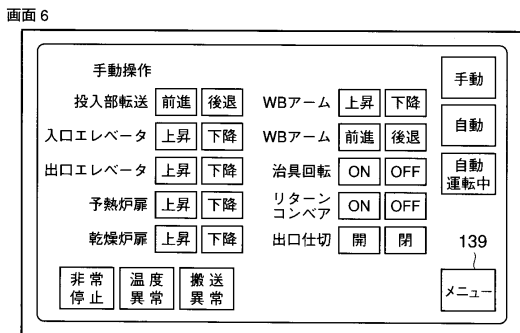 画面 6
手動操作
投入部転送 前進 後退
入口エレベータ 上昇 下降
出口エレベータ 上昇 下降
予熱炉扉 上昇 下降
乾燥炉扉 上昇 下降
WBアーム 上昇 下降
WBアーム 前進 後退
治具回転 ON OFF
リターン
コンベア ON OFF
出口仕切 開 閉
手動
自動
自動
運転中
139
メニュー
非常
停止
温度
異常
搬送
異常